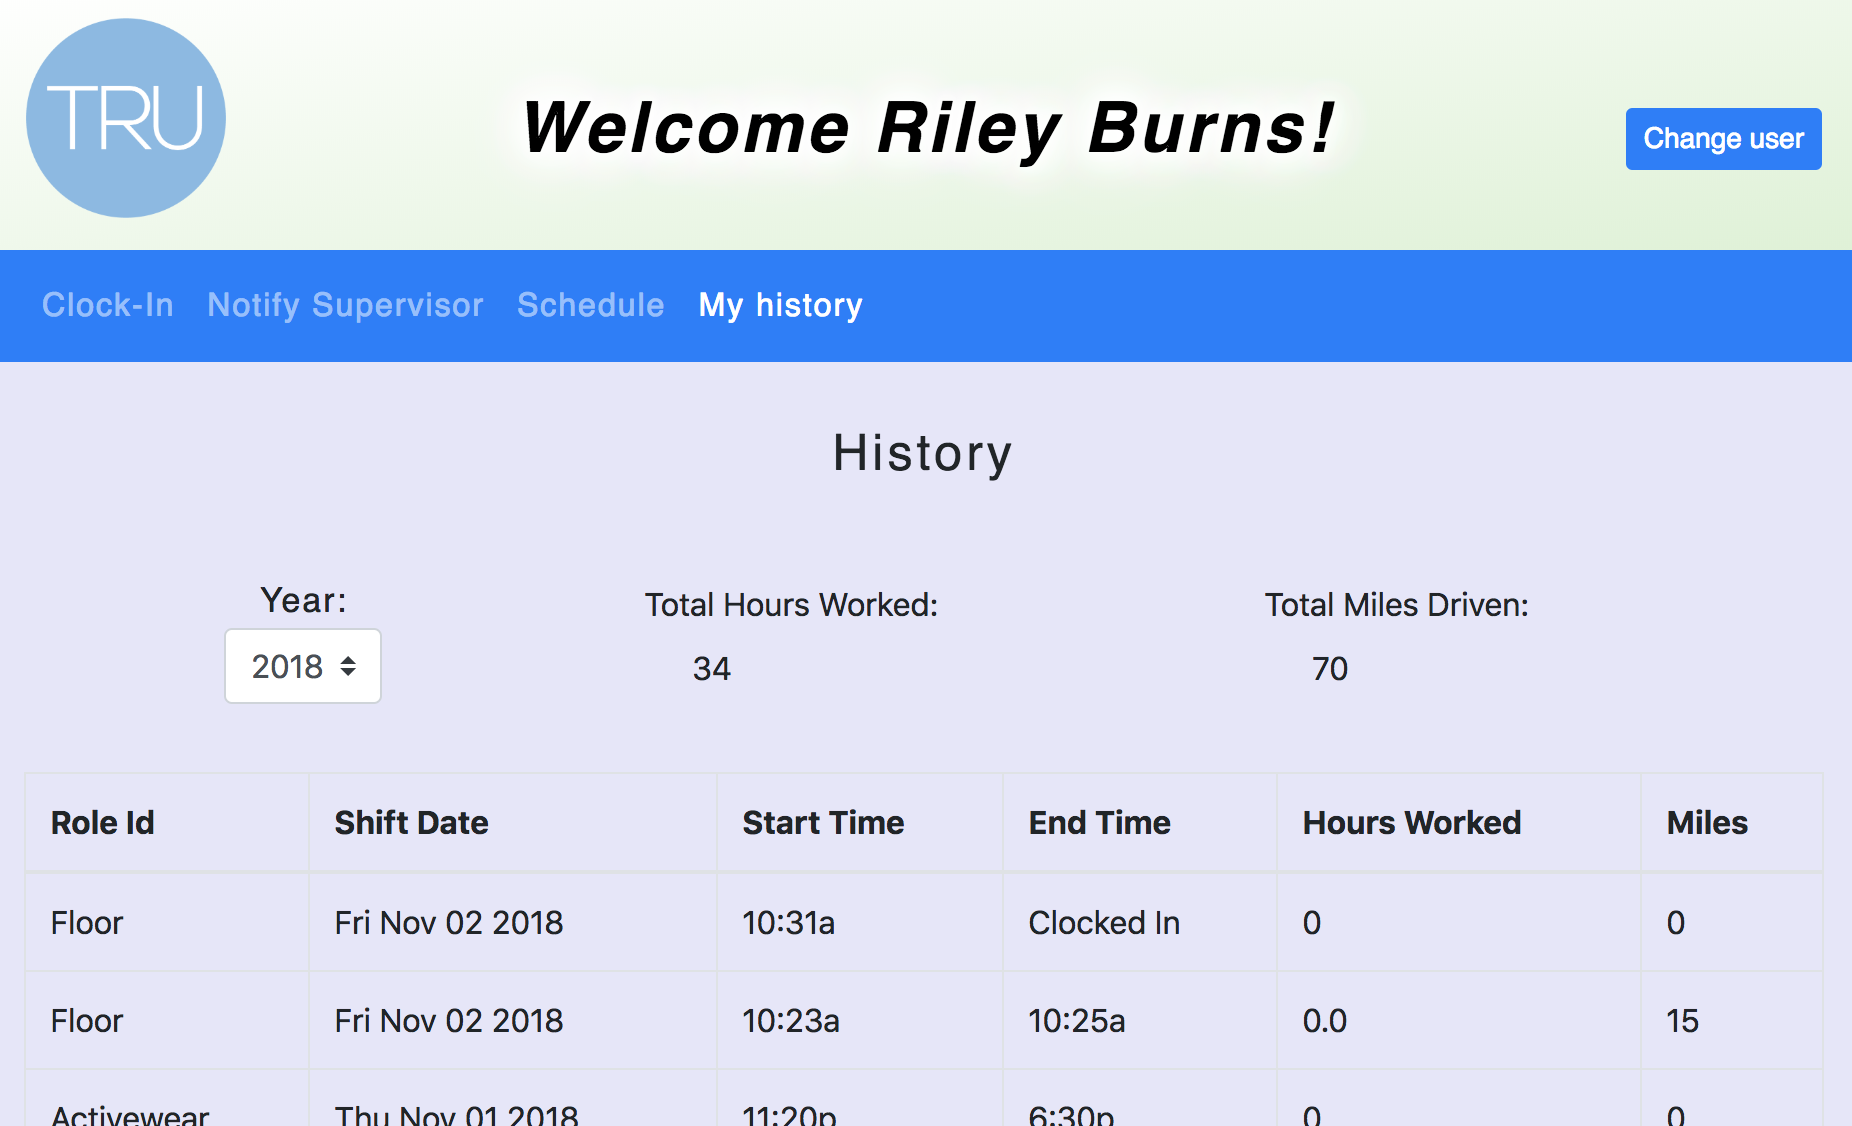 TRU
Welcome Riley Burns!
Change user
Clock-In Notify Supervisor Schedule My history
History
Year: Total Hours Worked: Total Miles Driven:
2018 34 70
Role Id Shift Date Start Time End Time Hours Worked Miles
Floor Fri Nov 02 2018 10:31a Clocked In 0 0
Floor Fri Nov 02 2018 10:23a 10:25a 0.0 15
Activewear Thu Nov 01 2018 11:20p 6:30p 0 0